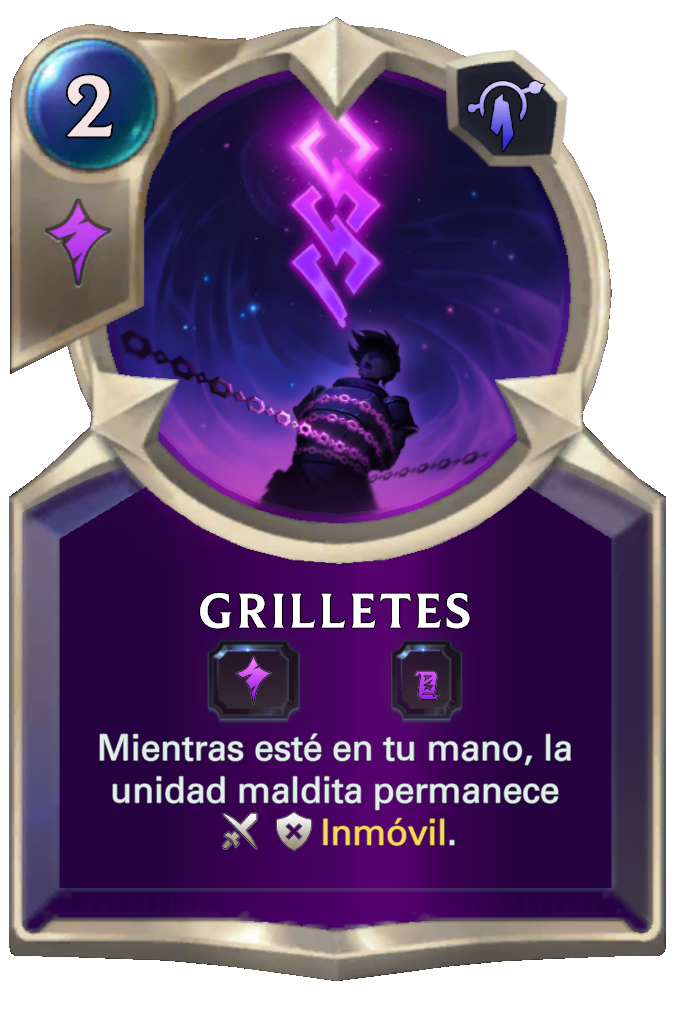 2
GRILLETES
Mientras esté en tu mano, la
unidad maldita permanece
Inmóvil.